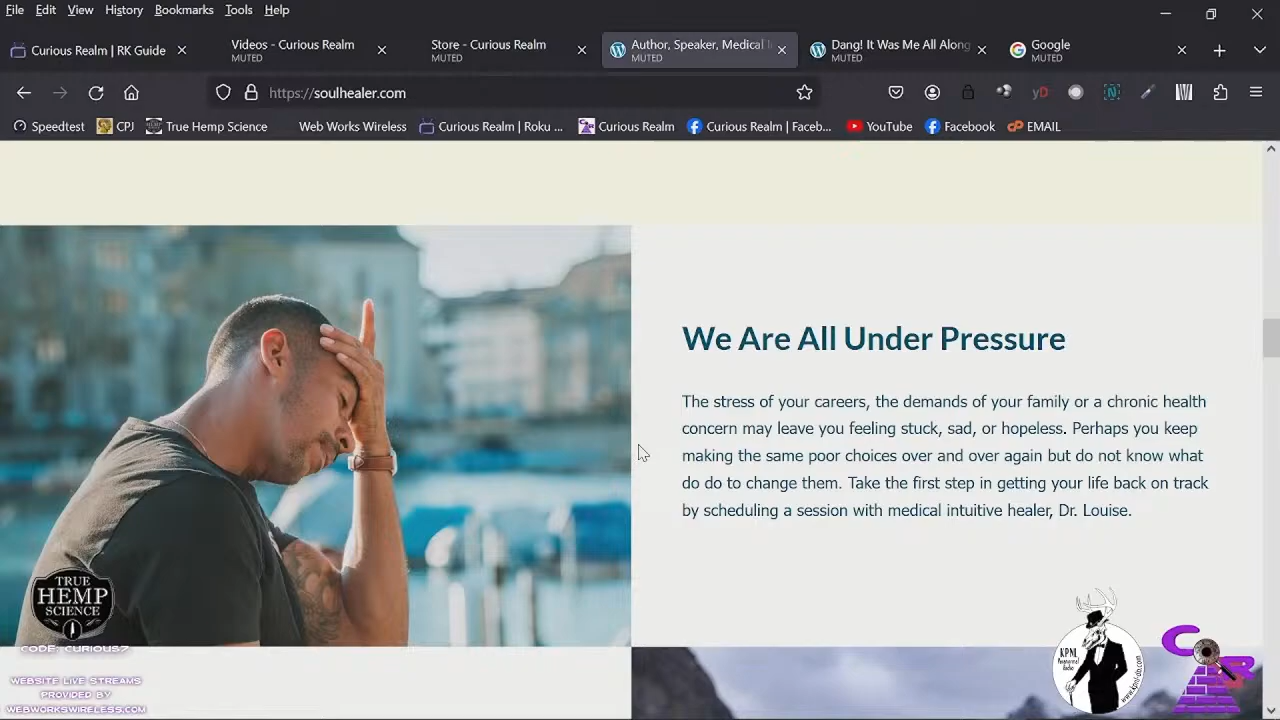 File Edit View History Bookmarks Tools Help
Curious Realm | RK Guide
Videos - Curious Realm
MUTED
Store - Curious Realm
MUTED
Author, Speaker, Medical I
MUTED
Dang! It Was Me All Along
MUTED
Google
MUTED
https://soulhealer.com
yD
N
Speedtest
CPJ
True Hemp Science
Web Works Wireless
Curious Realm | Roku ...
Curious Realm
Curious Realm | Faceb...
YouTube
Facebook
EMAIL
We Are All Under Pressure
The stress of your careers, the demands of your family or a chronic health
concern may leave you feeling stuck, sad, or hopeless. Perhaps you keep
making the same poor choices over and over again but do not know what
do do to change them. Take the first step in getting your life back on track
by scheduling a session with medical intuitive healer, Dr. Louise.
TRUE
HEMP
SCIENCE
CODE: CURIOUS7
WEBSITE LIVE STREAMS
PROVIDED BY
WEBWORKSWIRELESS.COM
KPNL
Paranormal
Radio
C
R